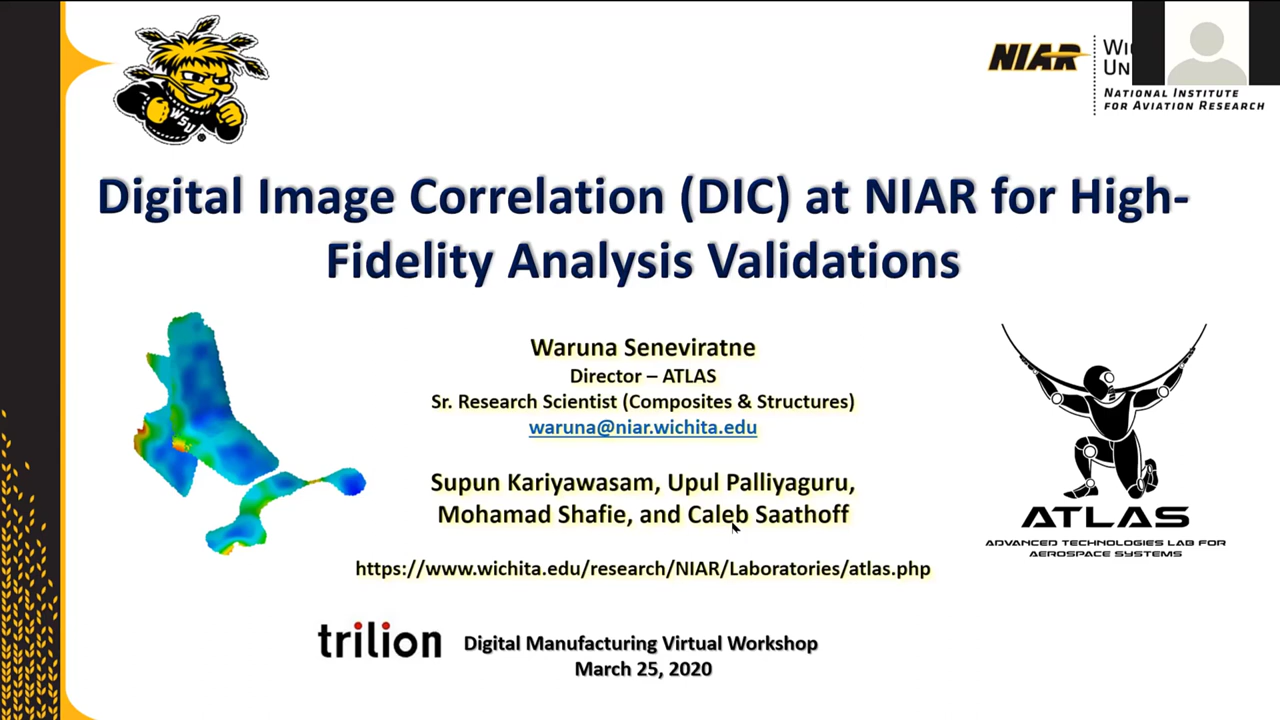 WSU
NIAR
NATIONAL INSTITUTE
FOR AVIATION RESEARCH
Digital Image Correlation (DIC) at NIAR for High-
Fidelity Analysis Validations
Waruna Seneviratne
Director – ATLAS
Sr. Research Scientist (Composites & Structures)
waruna@niar.wichita.edu
Supun Kariyawasam, Upul Palliyaguru,
Mohamad Shafie, and Caleb Saathoff
https://www.wichita.edu/research/NIAR/Laboratories/atlas.php
ATLAS
ADVANCED TECHNOLOGIES LAB FOR
AEROSPACE SYSTEMS
trilion
Digital Manufacturing Virtual Workshop
March 25, 2020